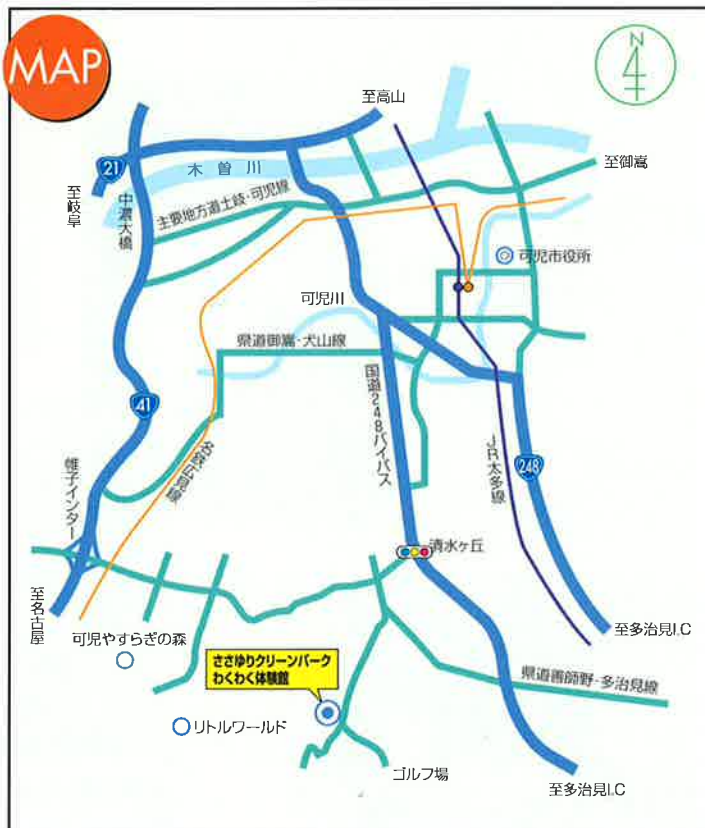 MAP
N
至高山
21
木曽川
至御嵩
至岐阜
中濃大橋
主要地方道土岐・可児線
可児市役所
可児川
県道御嵩・犬山線
国道248バイパス
41
名鉄広見線
JR太多線
248
帷子インター
清水ヶ丘
至名古屋
至多治見I.C
可児やすらぎの森
ささゆりクリーンパーク
わくわく体験館
県道善師野・多治見線
リトルワールド
ゴルフ場
至多治見I.C